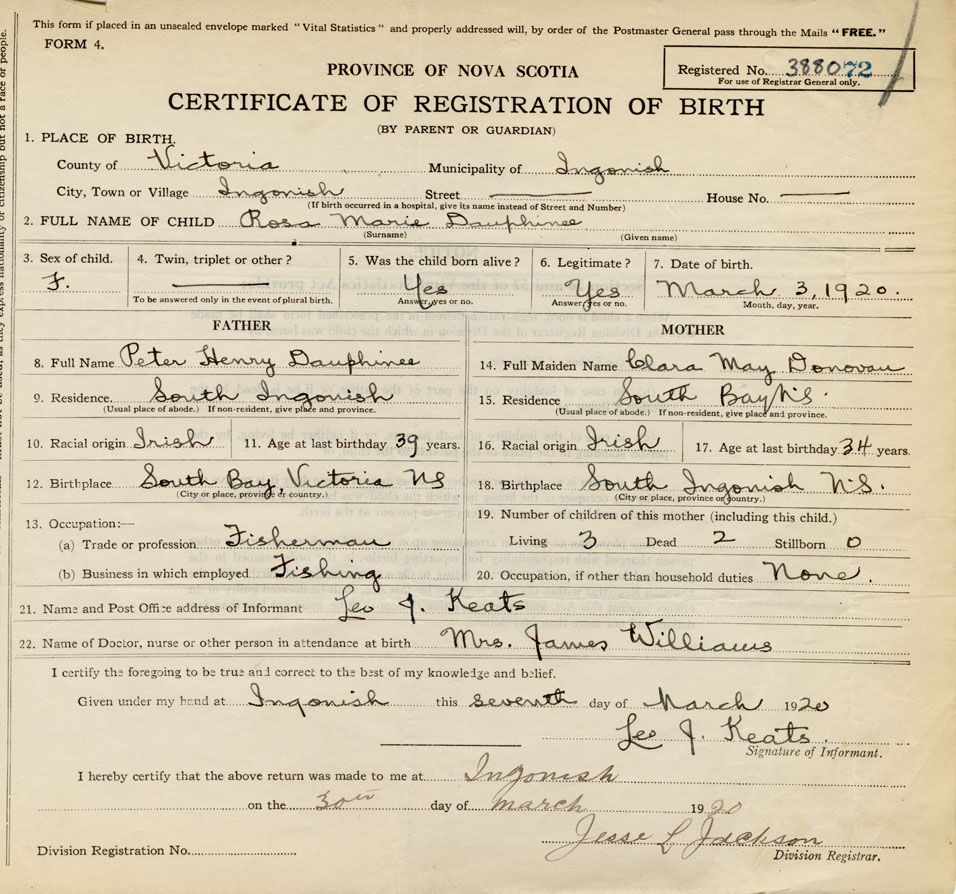 This form if placed in an unsealed envelope marked "Vital Statistics" and properly addressed will, by order of the Postmaster General pass through the Mails "FREE."
FORM 4.
Registered No. 388072
For use of Registrar General only.
PROVINCE OF NOVA SCOTIA
CERTIFICATE OF REGISTRATION OF BIRTH
(BY PARENT OR GUARDIAN)
1. PLACE OF BIRTH.
County of Victoria Municipality of Ingonish
City, Town or Village Ingonish Street House No.
(If birth occurred in a hospital, give its name instead of Street and Number)
2. FULL NAME OF CHILD Rosa Marie Dauphinee
(Surname) (Given name)
3. Sex of child. 4. Twin, triplet or other? 5. Was the child born alive? 6. Legitimate? 7. Date of birth.
F. Yes Yes March 3, 1920.
To be answered only in the event of plural birth. Answer, yes or no. Answer, yes or no. Month, day, year.
FATHER MOTHER
8. Full Name Peter Henry Dauphinee 14. Full Maiden Name Clara May Donovan
9. Residence. South Ingonish 15. Residence South Bay N.S.
(Usual place of abode.) If non-resident, give place and province. (Usual place of abode.) If non-resident, give place and province.
10. Racial origin Irish 11. Age at last birthday 39 years. 16. Racial origin Irish 17. Age at last birthday 34 years.
12. Birthplace South Bay, Victoria NS 18. Birthplace South Ingonish N.S.
(City or place, province or country.) (City or place, province or country.)
13. Occupation:— 19. Number of children of this mother (including this child.)
(a) Trade or profession Fisherman Living 3 Dead 2 Stillborn 0
(b) Business in which employed Fishing 20. Occupation, if other than household duties None.
21. Name and Post Office address of Informant Leo J. Keats
22. Name of Doctor, nurse or other person in attendance at birth Mrs. James Williams
I certify the foregoing to be true and correct to the best of my knowledge and belief.
Given under my hand at Ingonish this seventh day of March 1920
Leo J. Keats.
Signature of Informant.
I hereby certify that the above return was made to me at Ingonish
on the 30th day of March 1920
Jesse L Jackson
Division Registrar.
Division Registration No.